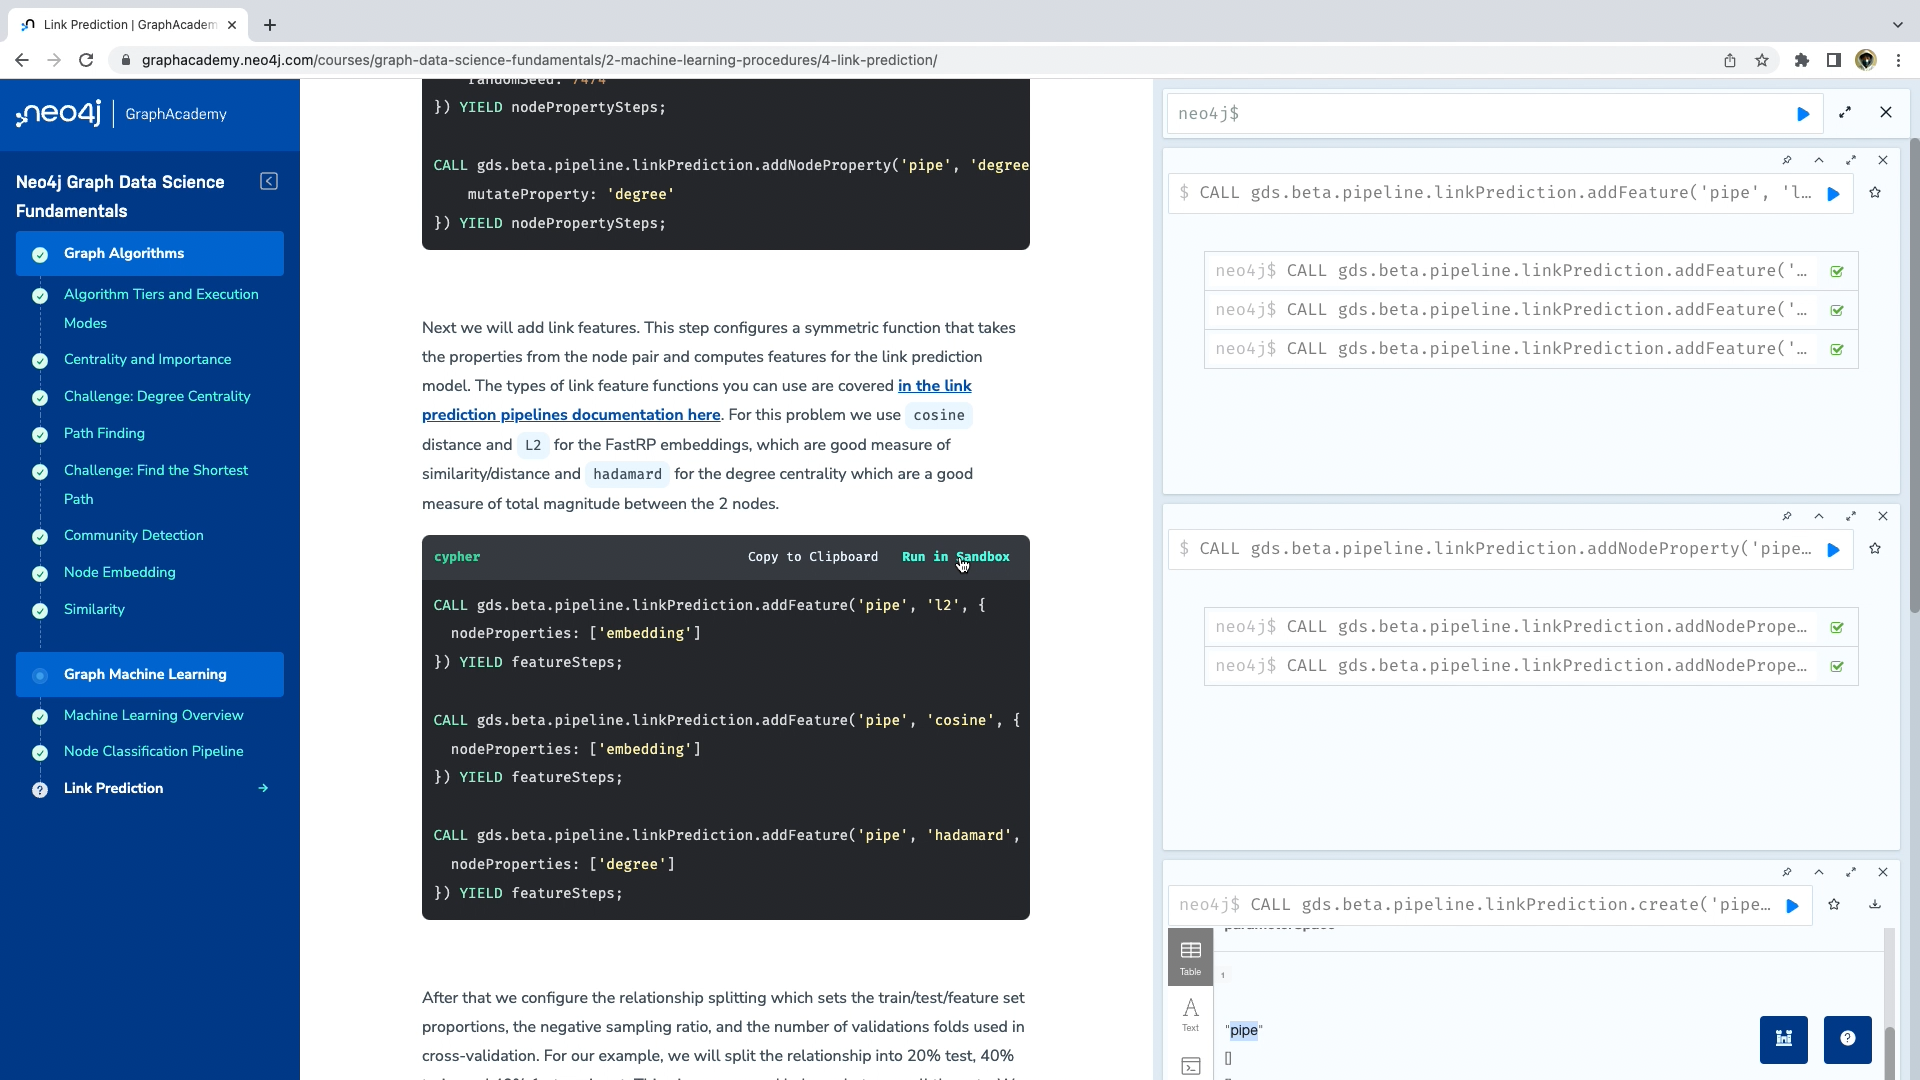 Link Prediction | GraphAcadem
graphacademy.neo4j.com/courses/graph-data-science-fundamentals/2-machine-learning-procedures/4-link-prediction/
neo4j
GraphAcademy
Neo4j Graph Data Science
Fundamentals
Graph Algorithms
Algorithm Tiers and Execution
Modes
Centrality and Importance
Challenge: Degree Centrality
Path Finding
Challenge: Find the Shortest
Path
Community Detection
Node Embedding
Similarity
Graph Machine Learning
Machine Learning Overview
Node Classification Pipeline
Link Prediction
randomSeed: 7474
}) YIELD nodePropertySteps;
CALL gds.beta.pipeline.linkPrediction.addNodeProperty('pipe', 'degree
mutateProperty: 'degree'
}) YIELD nodePropertySteps;
Next we will add link features. This step configures a symmetric function that takes
the properties from the node pair and computes features for the link prediction
model. The types of link feature functions you can use are covered in the link
prediction pipelines documentation here. For this problem we use cosine
distance and L2 for the FastRP embeddings, which are good measure of
similarity/distance and hadamard for the degree centrality which are a good
measure of total magnitude between the 2 nodes.
cypher
Copy to Clipboard
Run in Sandbox
CALL gds.beta.pipeline.linkPrediction.addFeature('pipe', 'l2', {
nodeProperties: ['embedding']
}) YIELD featureSteps;
CALL gds.beta.pipeline.linkPrediction.addFeature('pipe', 'cosine', {
nodeProperties: ['embedding']
}) YIELD featureSteps;
CALL gds.beta.pipeline.linkPrediction.addFeature('pipe', 'hadamard',
nodeProperties: ['degree']
}) YIELD featureSteps;
After that we configure the relationship splitting which sets the train/test/feature set
proportions, the negative sampling ratio, and the number of validations folds used in
cross-validation. For our example, we will split the relationship into 20% test, 40%
neo4j$
$ CALL gds.beta.pipeline.linkPrediction.addFeature('pipe', 'l...
neo4j$ CALL gds.beta.pipeline.linkPrediction.addFeature('...
neo4j$ CALL gds.beta.pipeline.linkPrediction.addFeature('...
neo4j$ CALL gds.beta.pipeline.linkPrediction.addFeature('...
$ CALL gds.beta.pipeline.linkPrediction.addNodeProperty('pipe...
neo4j$ CALL gds.beta.pipeline.linkPrediction.addNodePrope...
neo4j$ CALL gds.beta.pipeline.linkPrediction.addNodePrope...
neo4j$ CALL gds.beta.pipeline.linkPrediction.create('pipe...
parameterSpace
Table
1
Text
"pipe"
[]